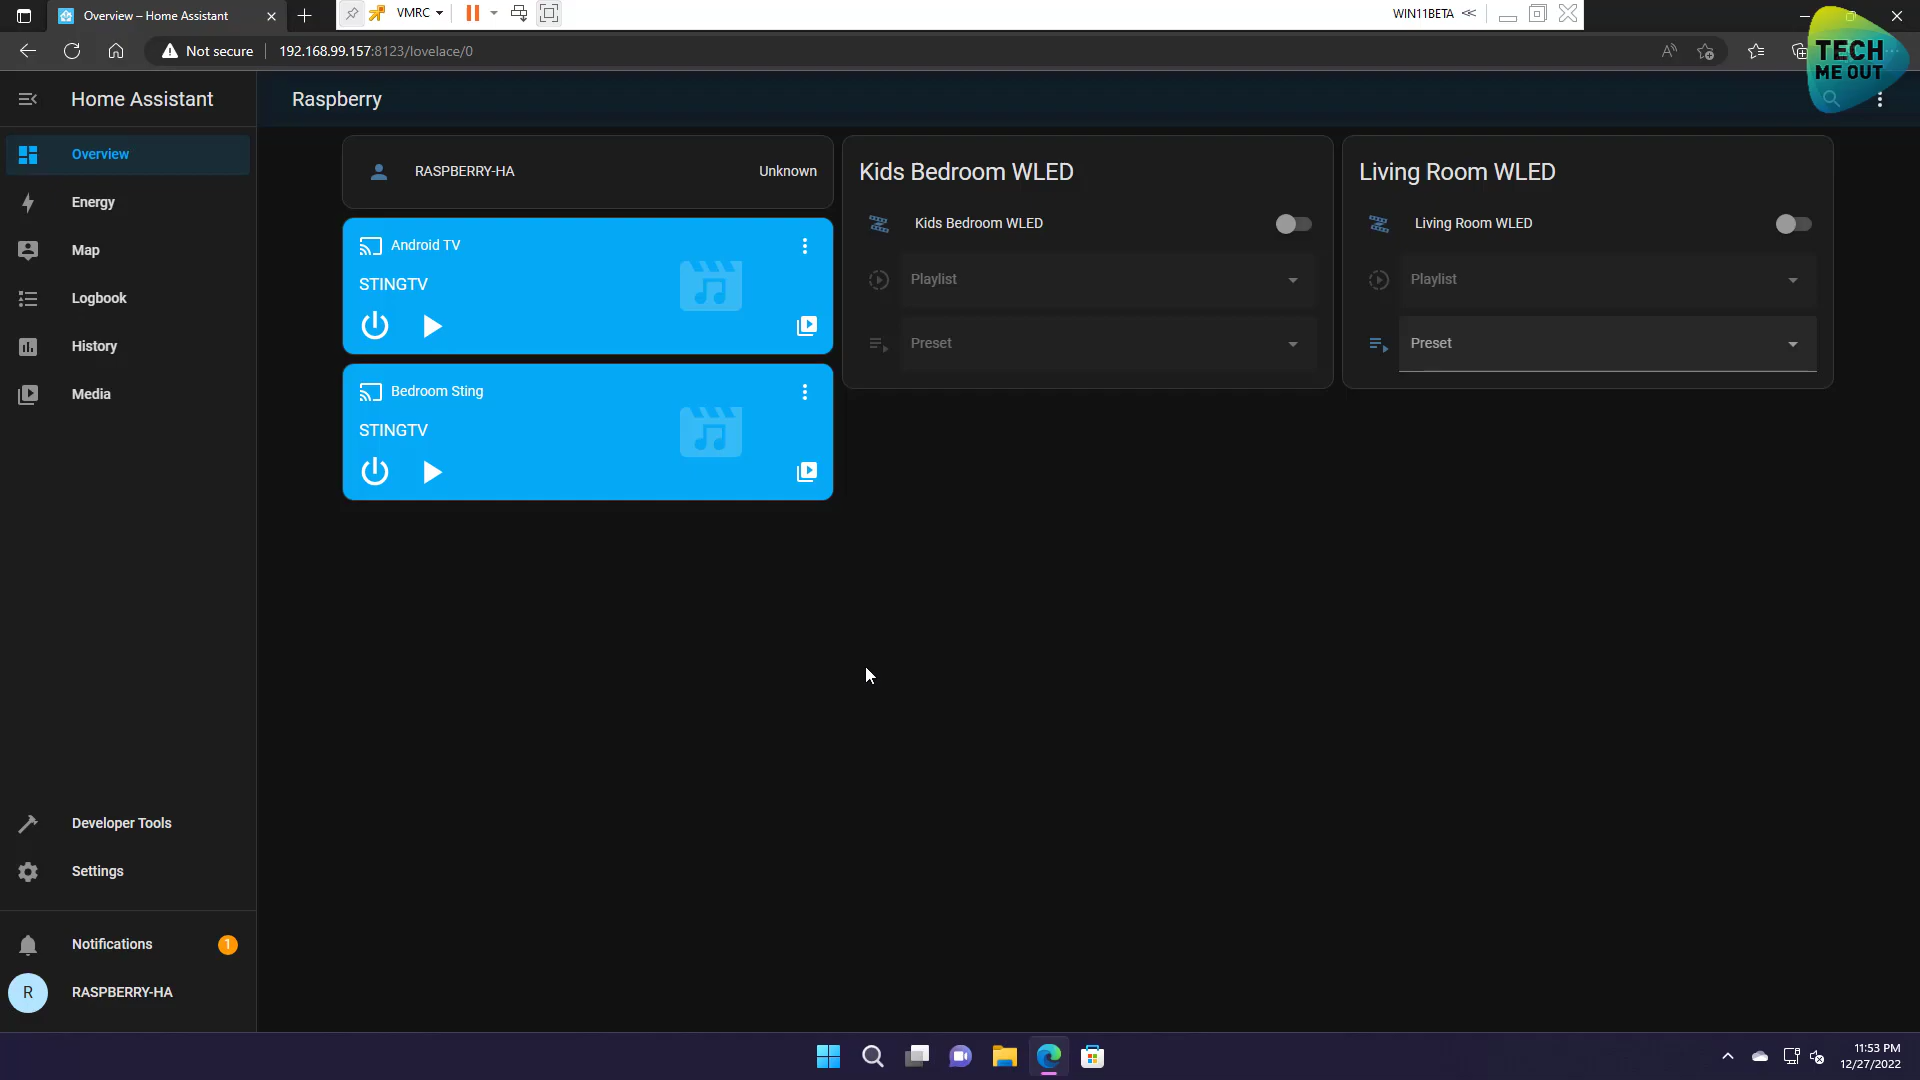 Overview – Home Assistant
VMRC
WIN11BETA
Not secure
192.168.99.157:8123/lovelace/0
TECH
ME OUT
Home Assistant
Raspberry
Overview
Energy
Map
Logbook
History
Media
Developer Tools
Settings
Notifications
1
R
RASPBERRY-HA
RASPBERRY-HA
Unknown
Android TV
STINGTV
Bedroom Sting
STINGTV
Kids Bedroom WLED
Kids Bedroom WLED
Playlist
Preset
Living Room WLED
Living Room WLED
Playlist
Preset
11:53 PM
12/27/2022